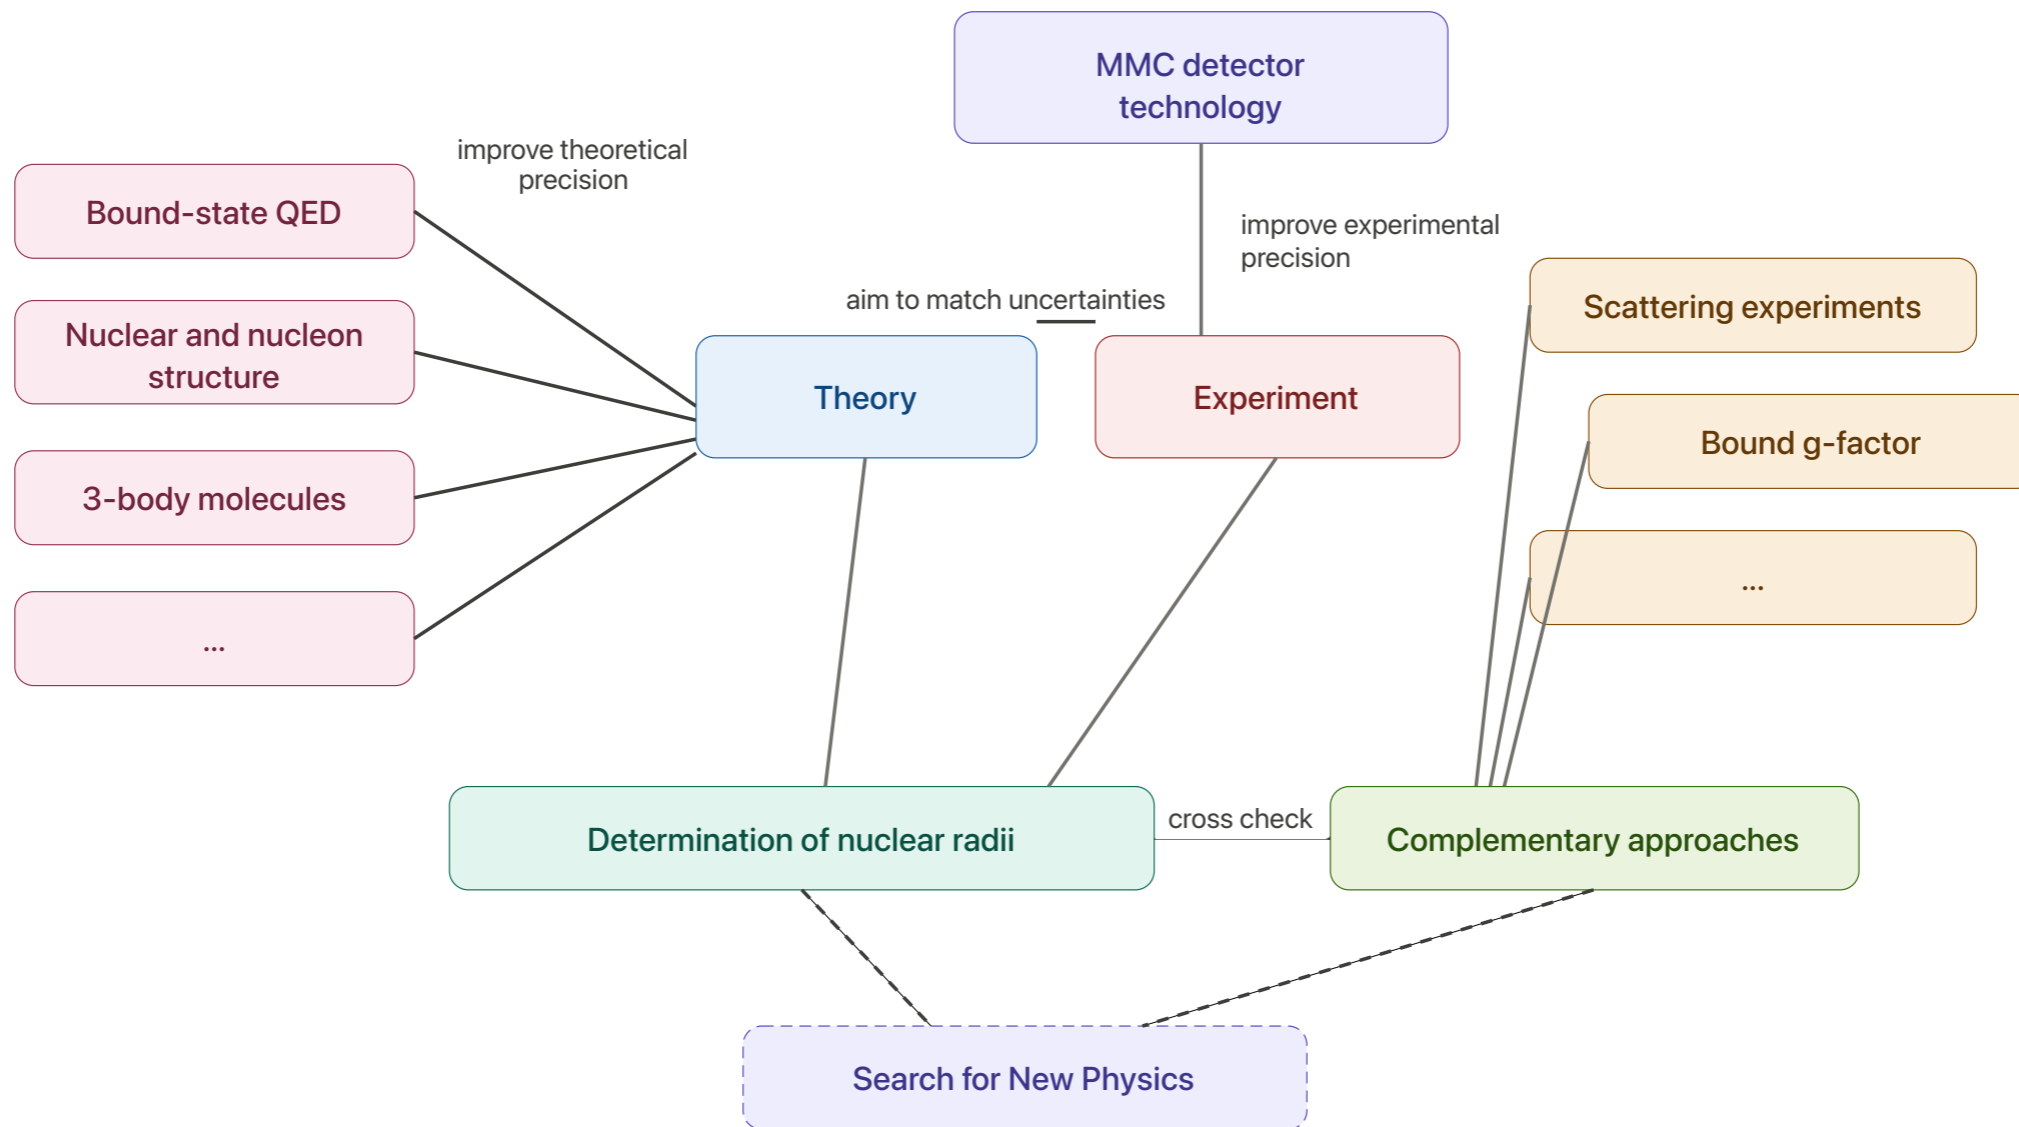 MMC detector
technology
improve theoretical
precision
Bound-state QED
improve experimental
precision
aim to match uncertainties
Scattering experiments
Nuclear and nucleon
structure
Theory
Experiment
Bound g-factor
3-body molecules
...
...
cross check
Determination of nuclear radii
Complementary approaches
Search for New Physics